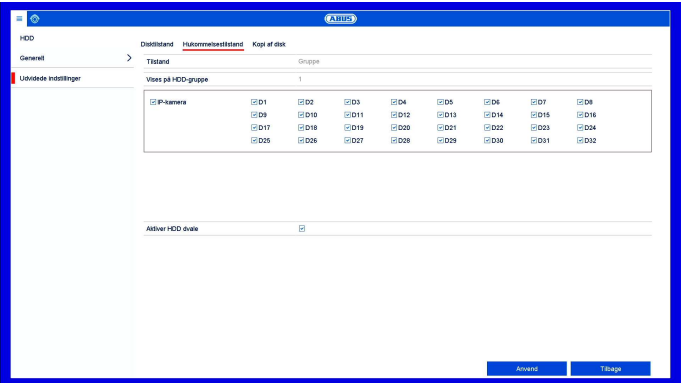 ABUS
HDD
Generelt
Udvidede indstillinger
Disktilstand Hukommelsestilstand Kopi af disk
Tilstand Gruppe
Vises på HDD-gruppe 1
IP-kamera D1 D2 D3 D4 D5 D6 D7 D8
D9 D10 D11 D12 D13 D14 D15 D16
D17 D18 D19 D20 D21 D22 D23 D24
D25 D26 D27 D28 D29 D30 D31 D32
Aktiver HDD dvale
Anvend Tilbage